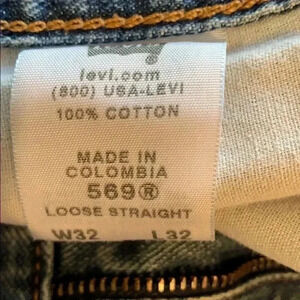 levi.com
(800) USA-LEVI
100% COTTON
MADE IN
COLOMBIA
569®
LOOSE STRAIGHT
W32 L32